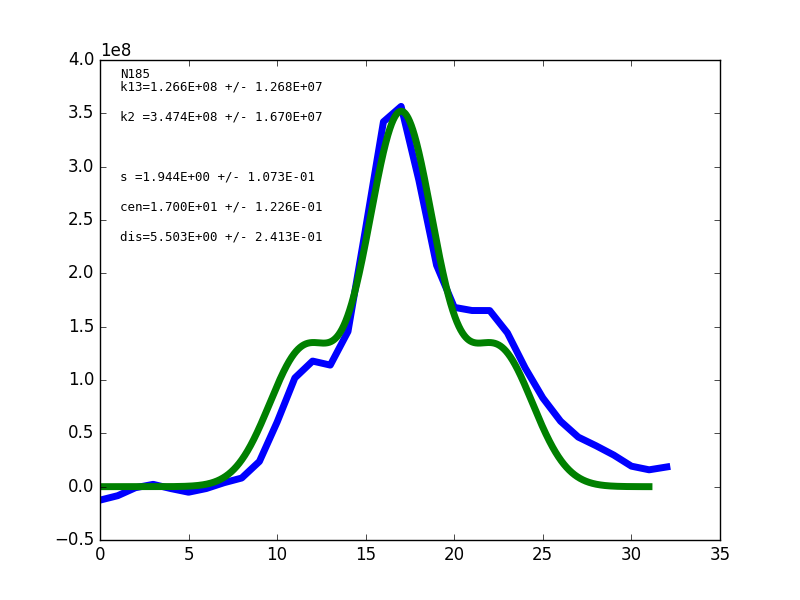 1e8
4.0
N185
k13=1.266E+08 +/- 1.268E+07
3.5
k2 =3.474E+08 +/- 1.670E+07
3.0
s =1.944E+00 +/- 1.073E-01
2.5
cen=1.700E+01 +/- 1.226E-01
dis=5.503E+00 +/- 2.413E-01
2.0
1.5
1.0
0.5
0.0
−0.5
0 5 10 15 20 25 30 35